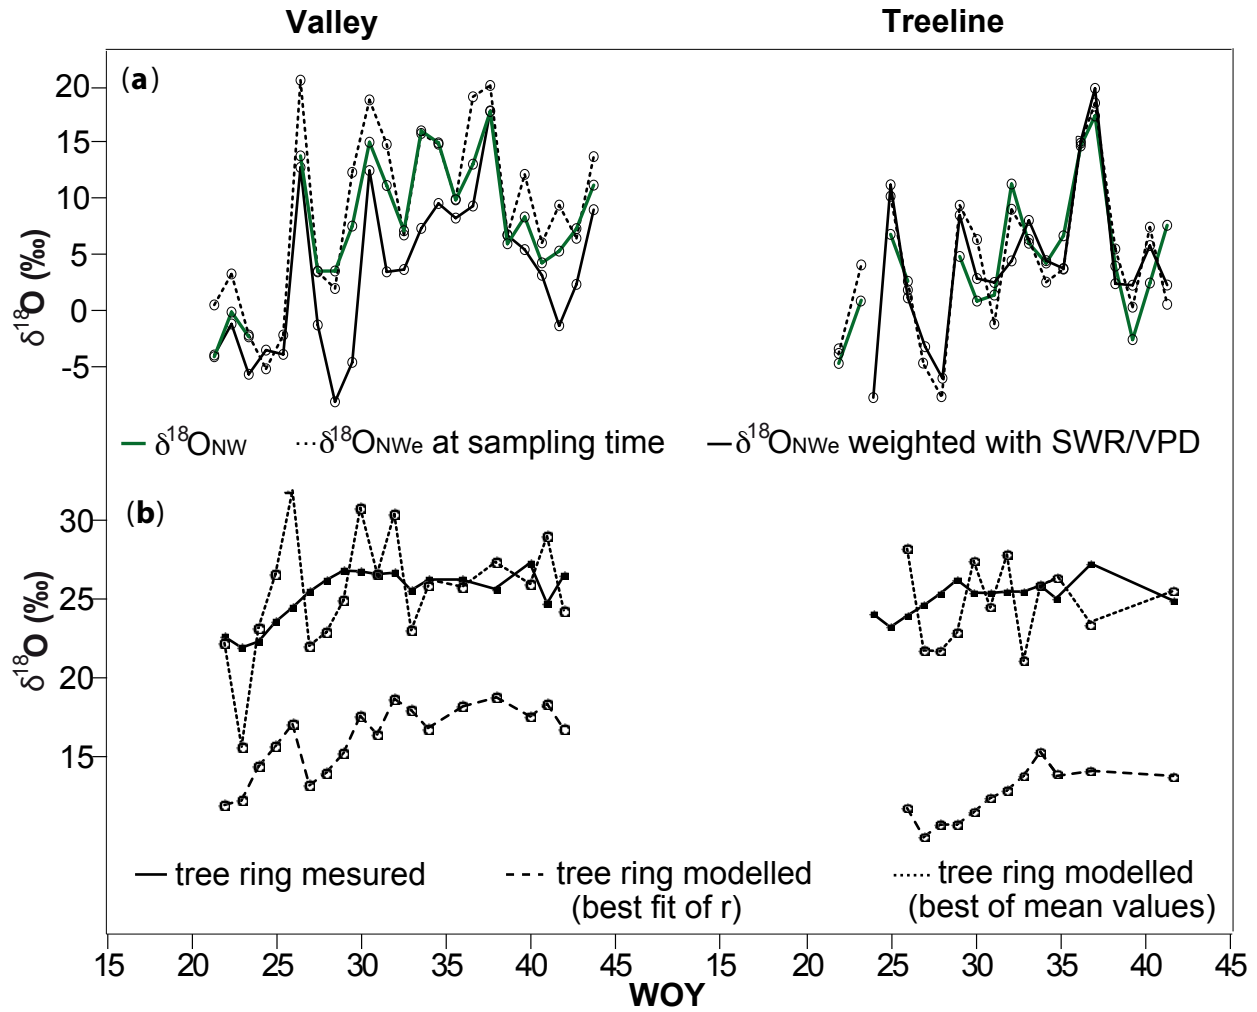 Valley Treeline
(a)
20
15
10
5
0
-5
δ18O (‰)
δ18ONW δ18ONWe at sampling time δ18ONWe weighted with SWR/VPD
(b)
30
25
20
15
δ18O (‰)
tree ring mesured tree ring modelled tree ring modelled
(best fit of r) (best of mean values)
15 20 25 30 35 40 45 15 20 25 30 35 40 45
WOY